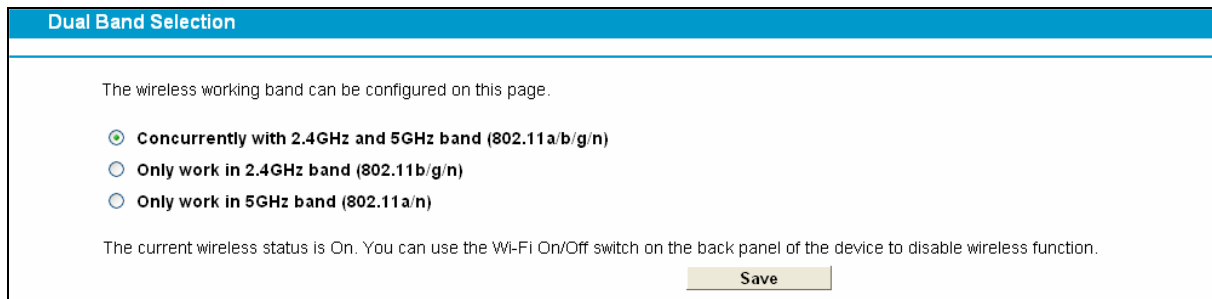 Dual Band Selection
The wireless working band can be configured on this page.
Concurrently with 2.4GHz and 5GHz band (802.11a/b/g/n)
Only work in 2.4GHz band (802.11b/g/n)
Only work in 5GHz band (802.11a/n)
The current wireless status is On. You can use the Wi-Fi On/Off switch on the back panel of the device to disable wireless function.
Save